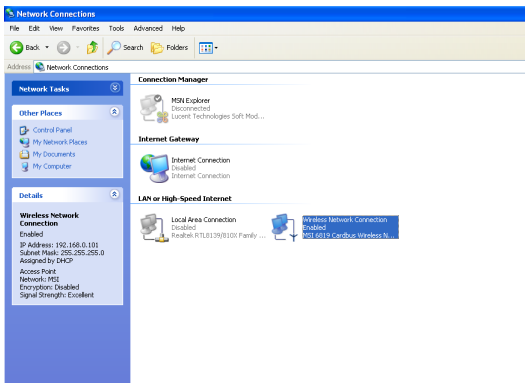 Network Connections
File Edit View Favorites Tools Advanced Help
Back Search Folders
Address Network Connections
Network Tasks
Other Places
Control Panel
My Network Places
My Documents
My Computer
Details
Wireless Network
Connection
Enabled
IP Address: 192.168.0.101
Subnet Mask: 255.255.255.0
Assigned by DHCP
Access Point
Network: MSI
Encryption: Disabled
Signal Strength: Excellent
Connection Manager
MSN Explorer
Disconnected
Lucent Technologies Soft Mod...
Internet Gateway
Internet Connection
Disabled
Internet Connection
LAN or High-Speed Internet
Local Area Connection
Disabled
Realtek RTL8139/810X Family ...
Wireless Network Connection
Enabled
MSI 6819 Cardbus Wireless N...